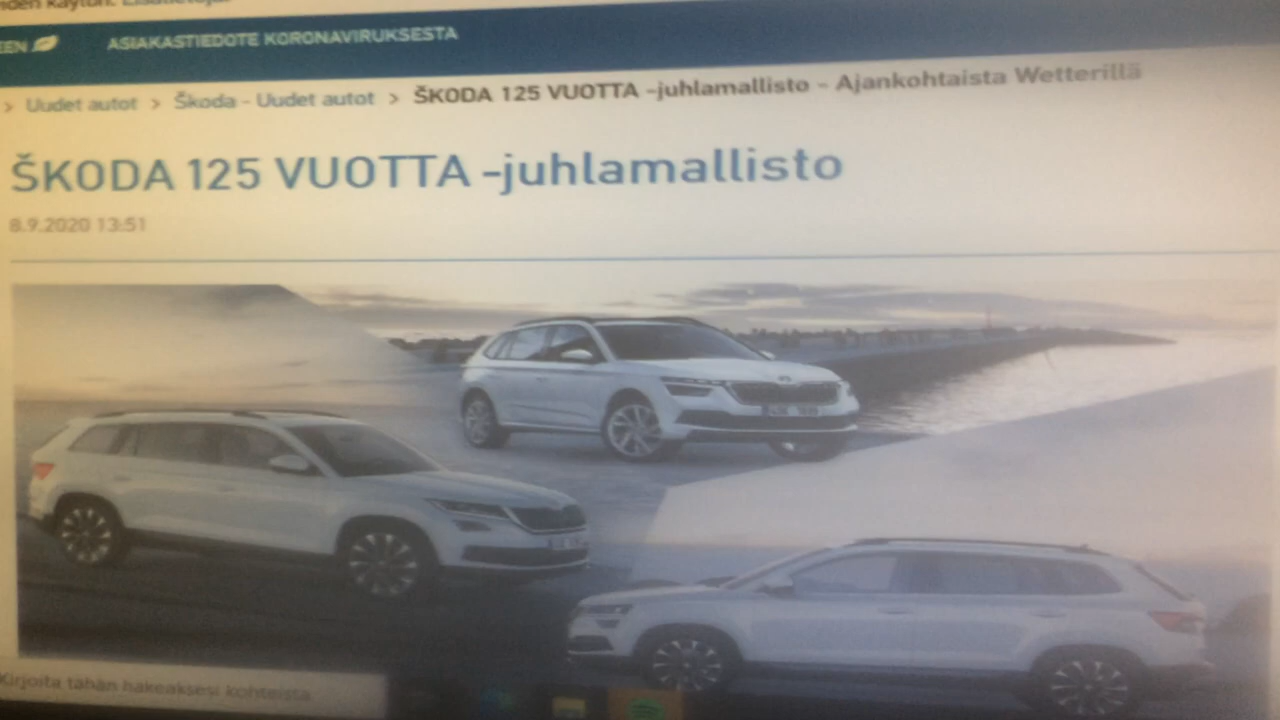 EEN ASIAKASTIEDOTE KORONAVIRUKSESTA
> Uudet autot > Škoda - Uudet autot > ŠKODA 125 VUOTTA -juhlamallisto - Ajankohtaista Wetterillä
ŠKODA 125 VUOTTA -juhlamallisto
8.9.2020 13:51
Kirjoita tähän hakeaksesi kohteista